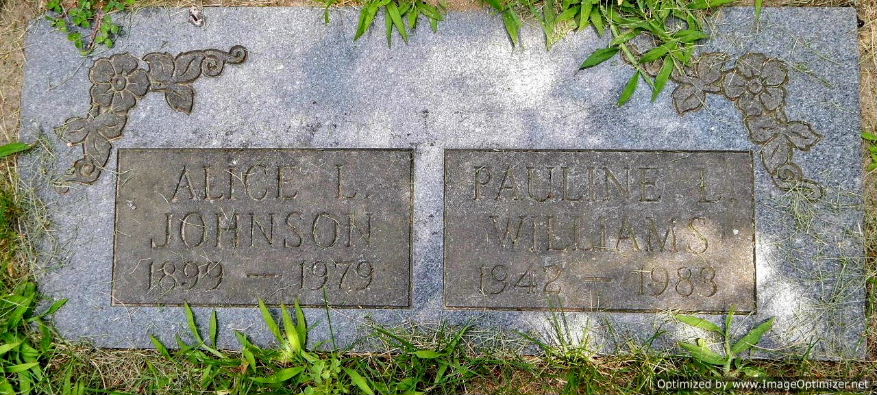 ALICE L.
JOHNSON
1899 – 1979
PAULINE L.
WILLIAMS
1942 – 1983
Optimized by www.ImageOptimizer.net